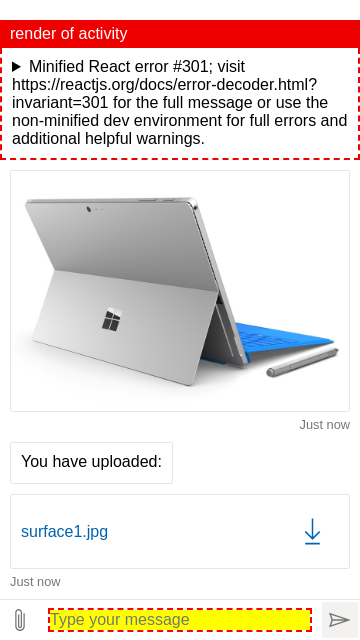 render of activity
▶ Minified React error #301; visit
https://reactjs.org/docs/error-decoder.html?
invariant=301 for the full message or use the
non-minified dev environment for full errors and
additional helpful warnings.
Just now
You have uploaded:
surface1.jpg
Just now
Type your message